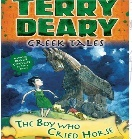 TERRY DEARY
GREEK TALES
THE BOY WHO
CRIED HORSE